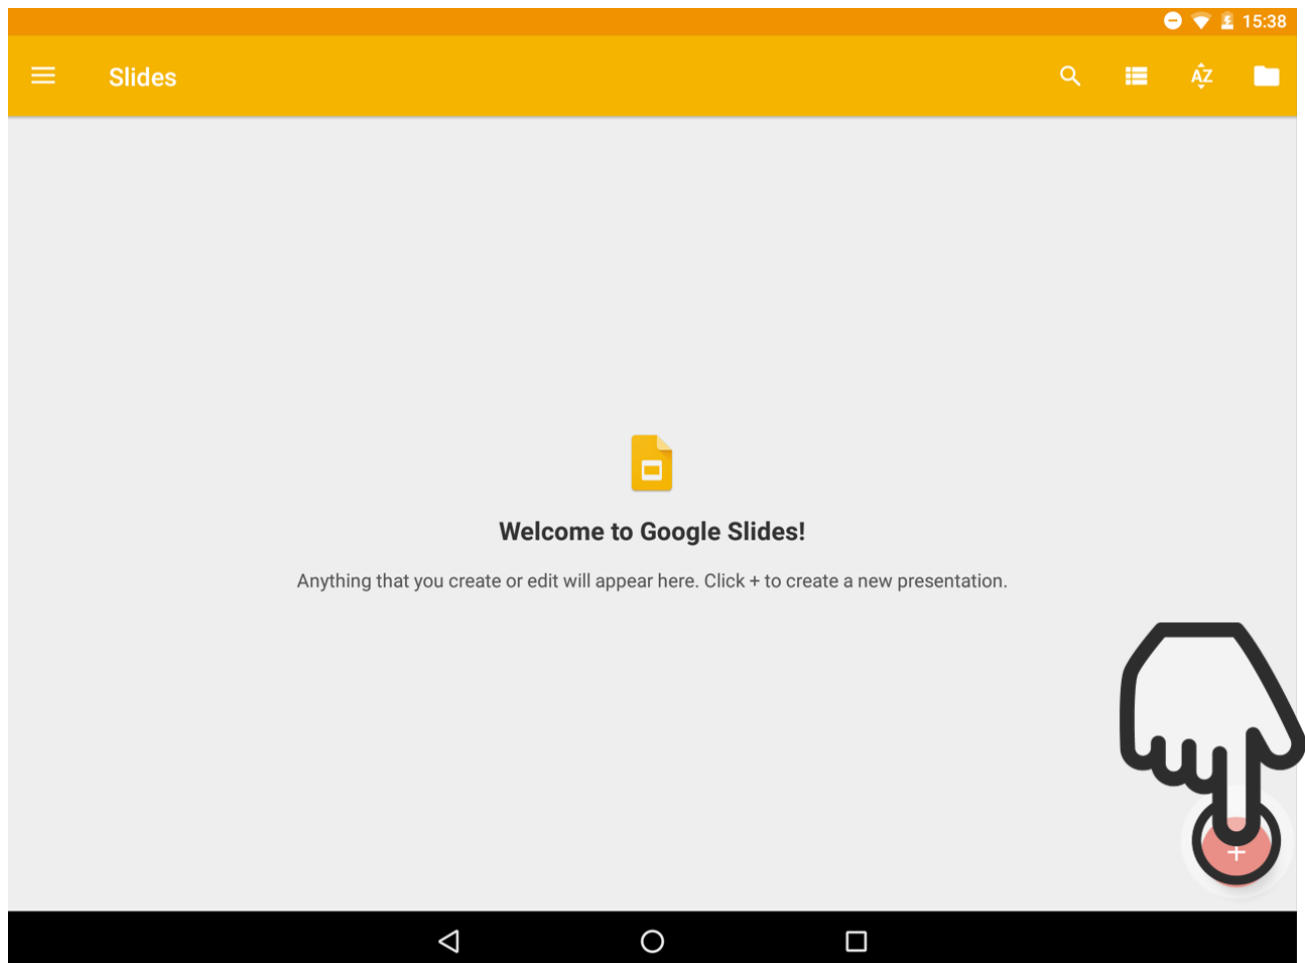 15:38
Slides
AZ
Welcome to Google Slides!
Anything that you create or edit will appear here. Click + to create a new presentation.
+